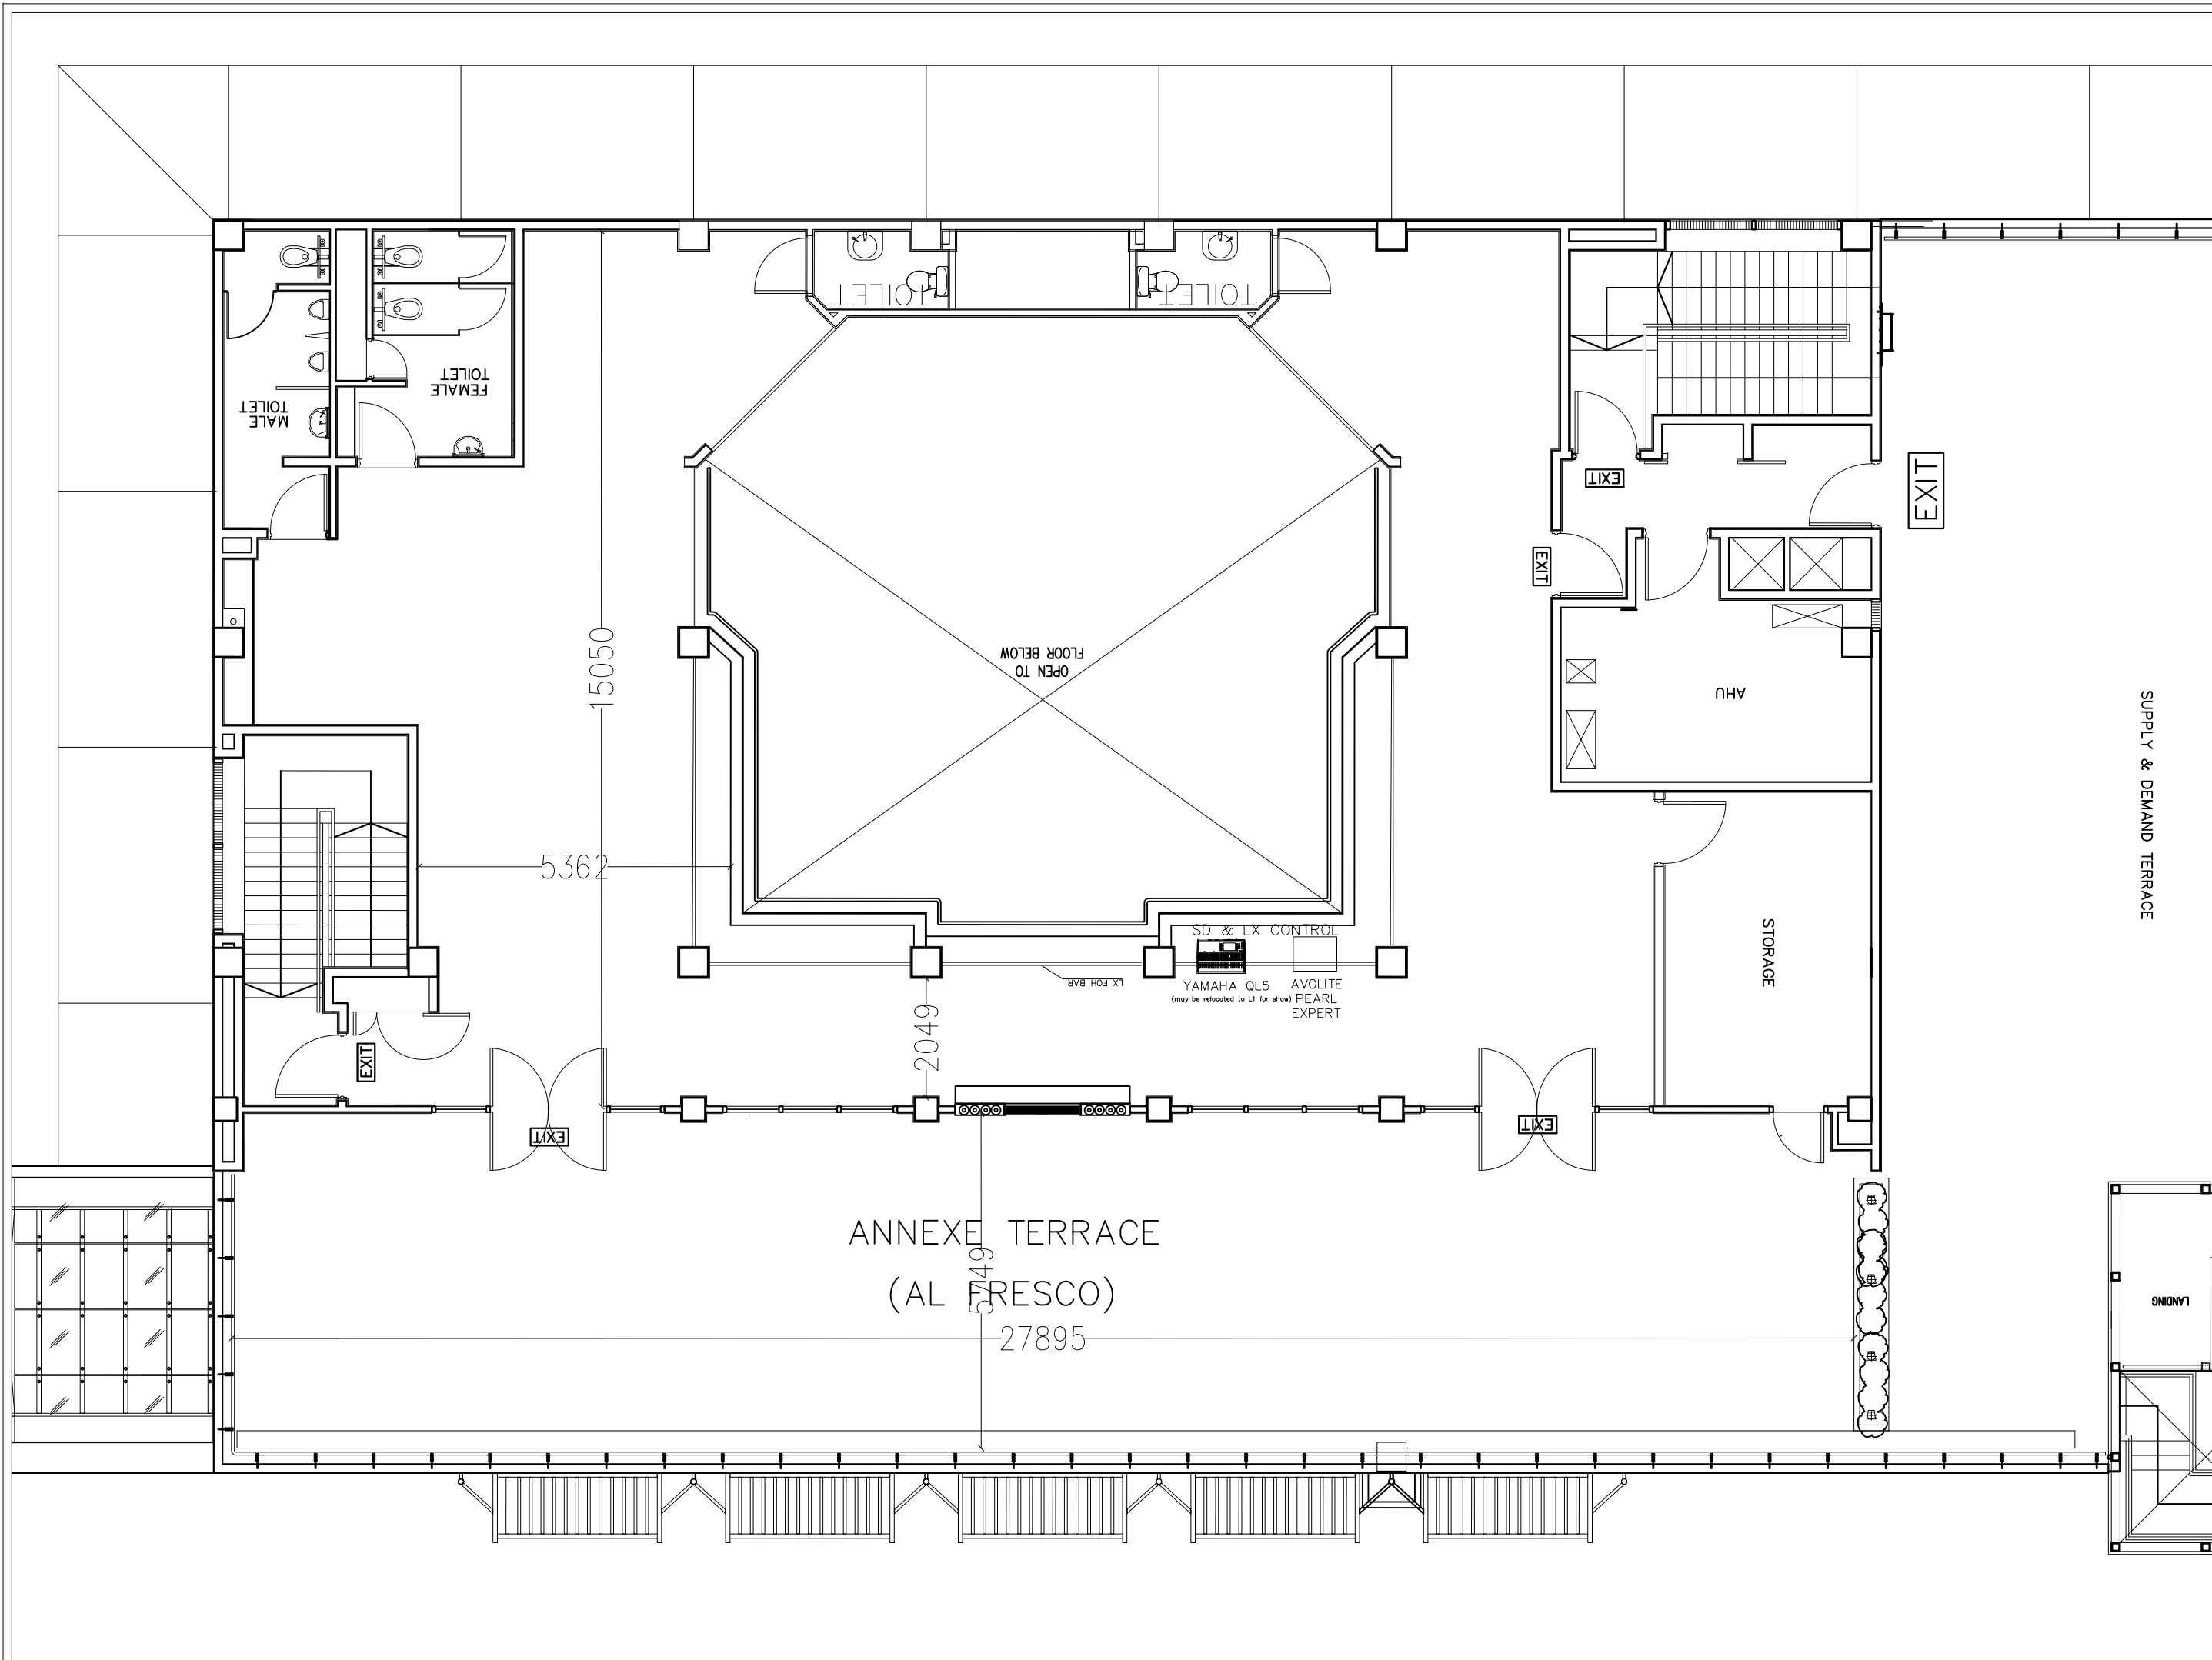 TOILET
TOILET
FEMALE
TOILET
MALE
TOILET
EXIT
EXIT
EXIT
15050
OPEN TO
FLOOR BELOW
AHU
SUPPLY & DEMAND TERRACE
5362
STORAGE
SD & LX CONTROL
LX FOH BAR
YAMAHA QL5
(may be relocated to L1 for show)
AVOLITE
PEARL
EXPERT
2049
EXIT
EXIT
EXIT
ANNEXE TERRACE
(AL FRESCO)
5749
27895
LANDING